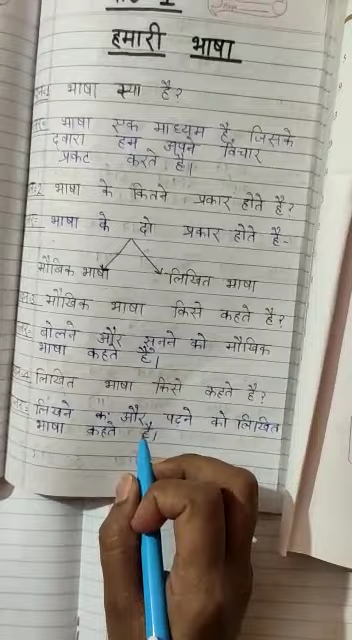 हमारी भाषा
भाषा क्या है?
भाषा एक माध्यम है, जिसके
दवारा हम अपने विचार
प्रकट करते है।
भाषा के कितने प्रकार होते है?
भाषा के दो प्रकार होते है-
मौखिक भाषा लिखित भाषा
मौखिक भाषा किसे कहते है?
बोलने और सुनने को मौखिक
भाषा कहते है।
लिखित भाषा किसे कहते है?
लिखने और पढ़ने को लिखित
भाषा कहते है।